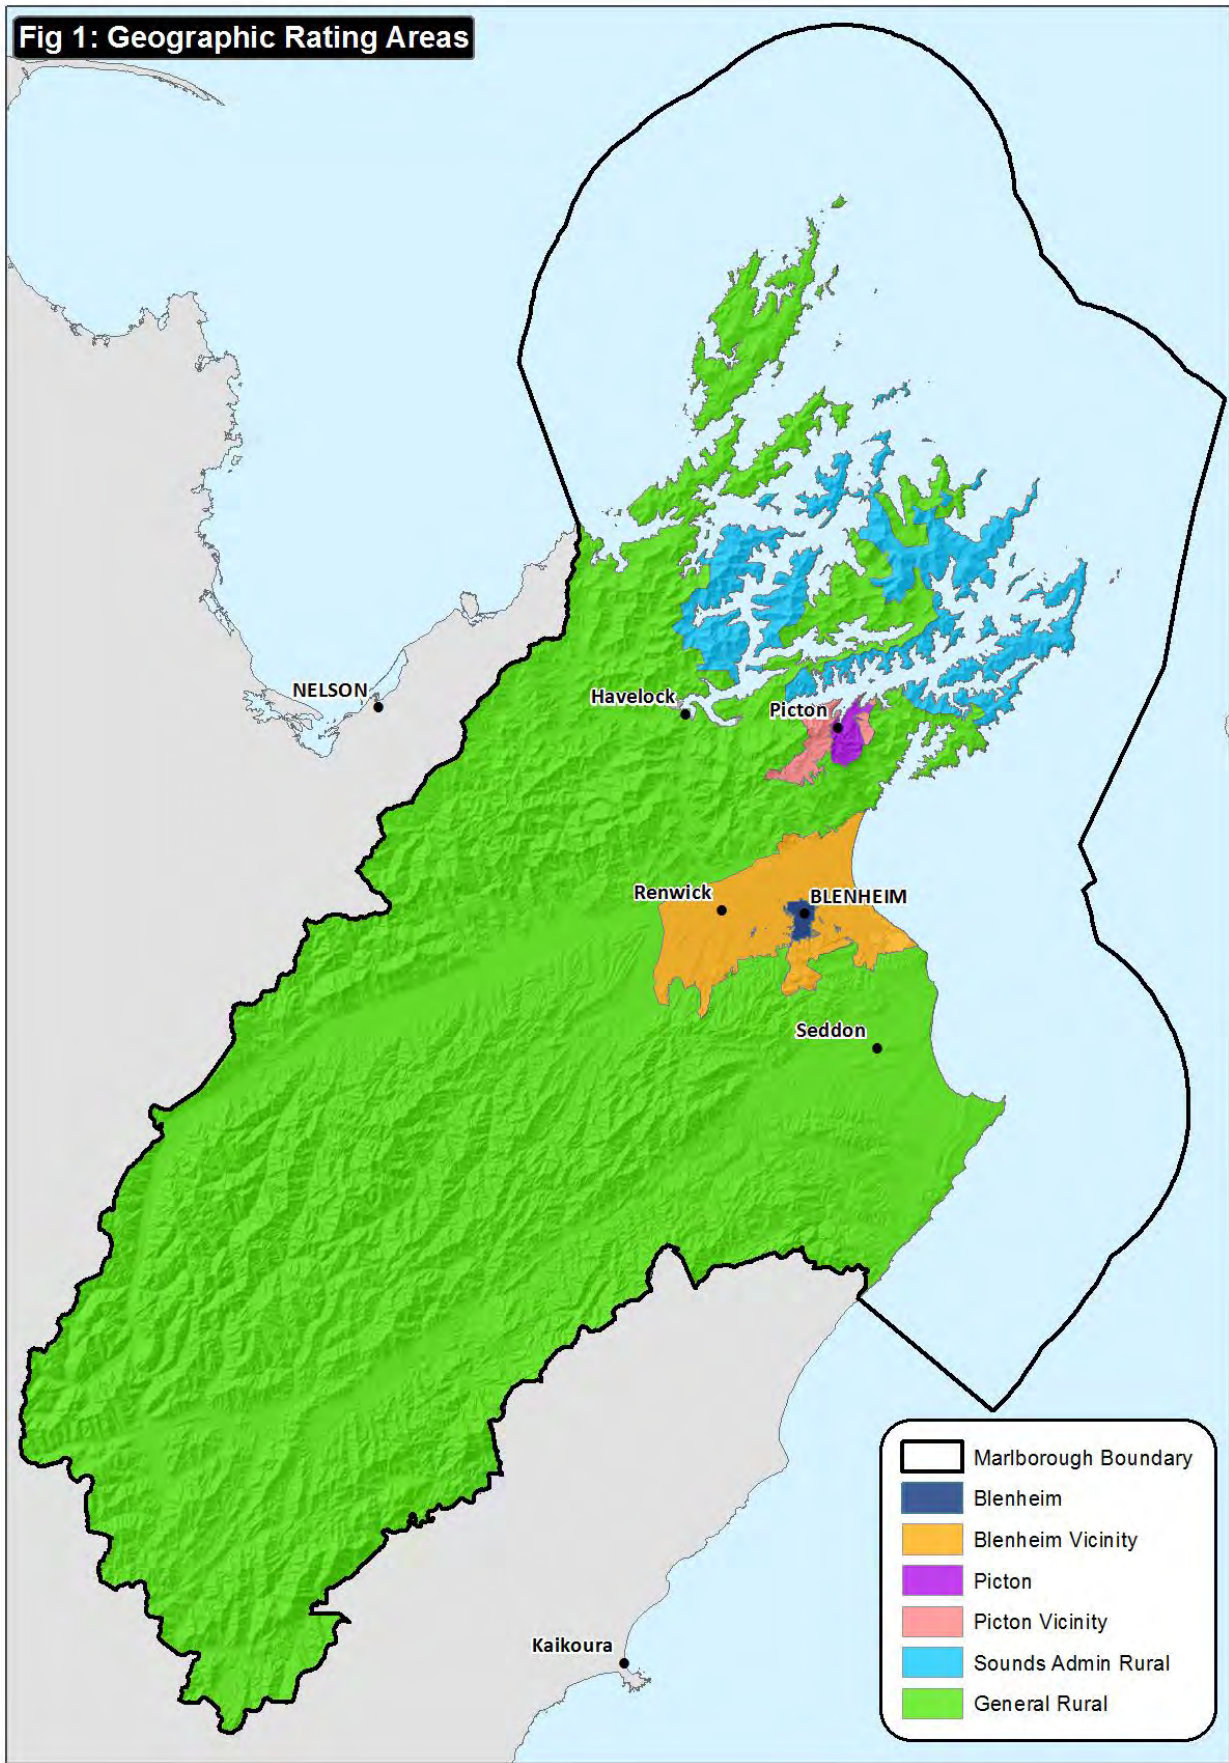 Fig 1: Geographic Rating Areas
NELSON
Havelock
Picton
Renwick
BLENHEIM
Seddon
Kaikoura
Marlborough Boundary
Blenheim
Blenheim Vicinity
Picton
Picton Vicinity
Sounds Admin Rural
General Rural